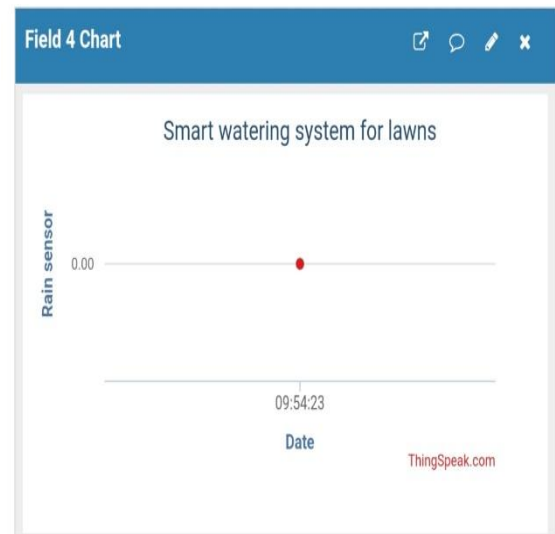 Field 4 Chart
Smart watering system for lawns
Rain sensor
0.00
09:54:23
Date
ThingSpeak.com